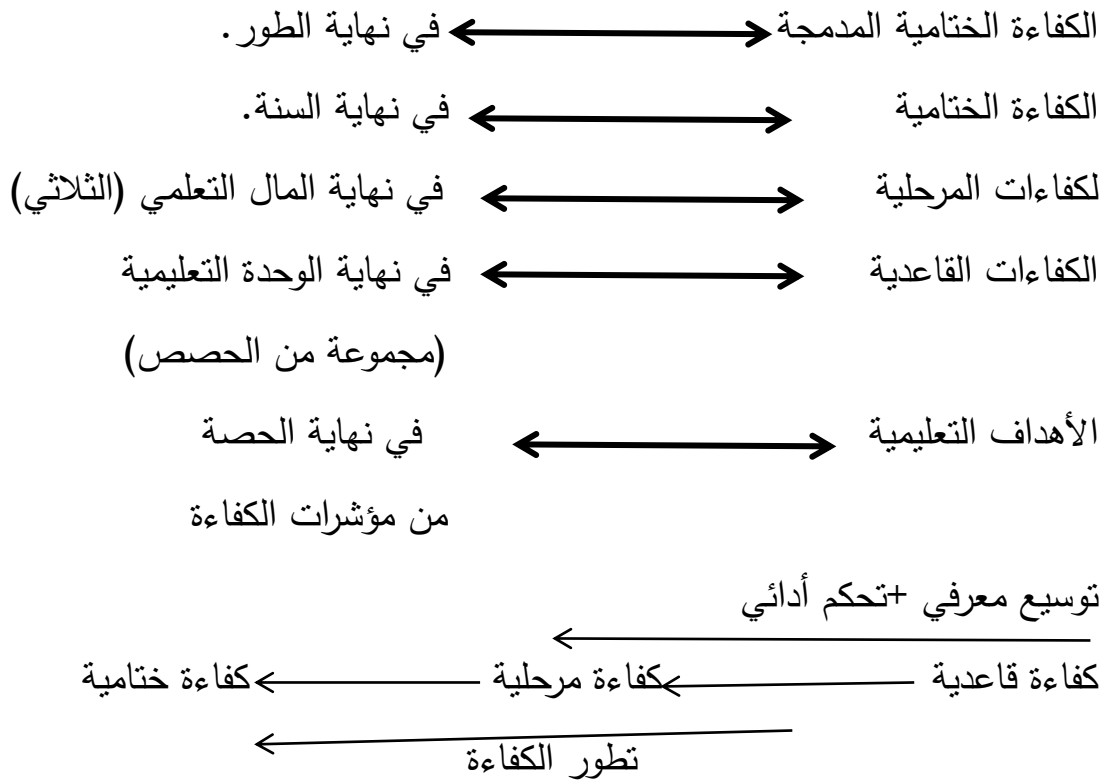 الكفاءة الختامية المدمجة في نهاية الطور.
الكفاءة الختامية في نهاية السنة.
لكفاءات المرحلية في نهاية المال التعلمي (الثلاثي)
الكفاءات القاعدية في نهاية الوحدة التعليمية
(مجموعة من الحصص)
الأهداف التعليمية في نهاية الحصة
من مؤشرات الكفاءة
توسيع معرفي +تحكم أدائي
كفاءة قاعدية كفاءة مرحلية كفاءة ختامية
تطور الكفاءة